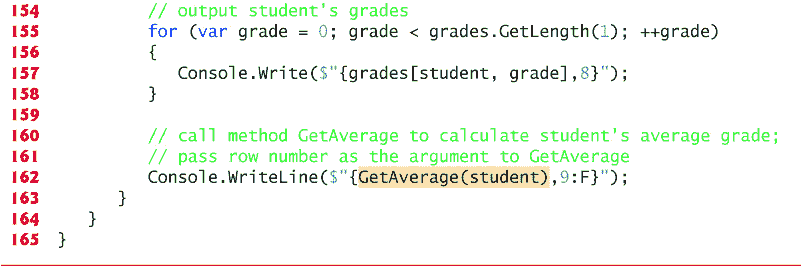 154 // output student's grades
155 for (var grade = 0; grade < grades.GetLength(1); ++grade)
156 {
157 Console.Write($"{grades[student, grade],8}");
158 }
159
160 // call method GetAverage to calculate student's average grade;
161 // pass row number as the argument to GetAverage
162 Console.WriteLine($"{GetAverage(student),9:F}");
163 }
164 }
165 }